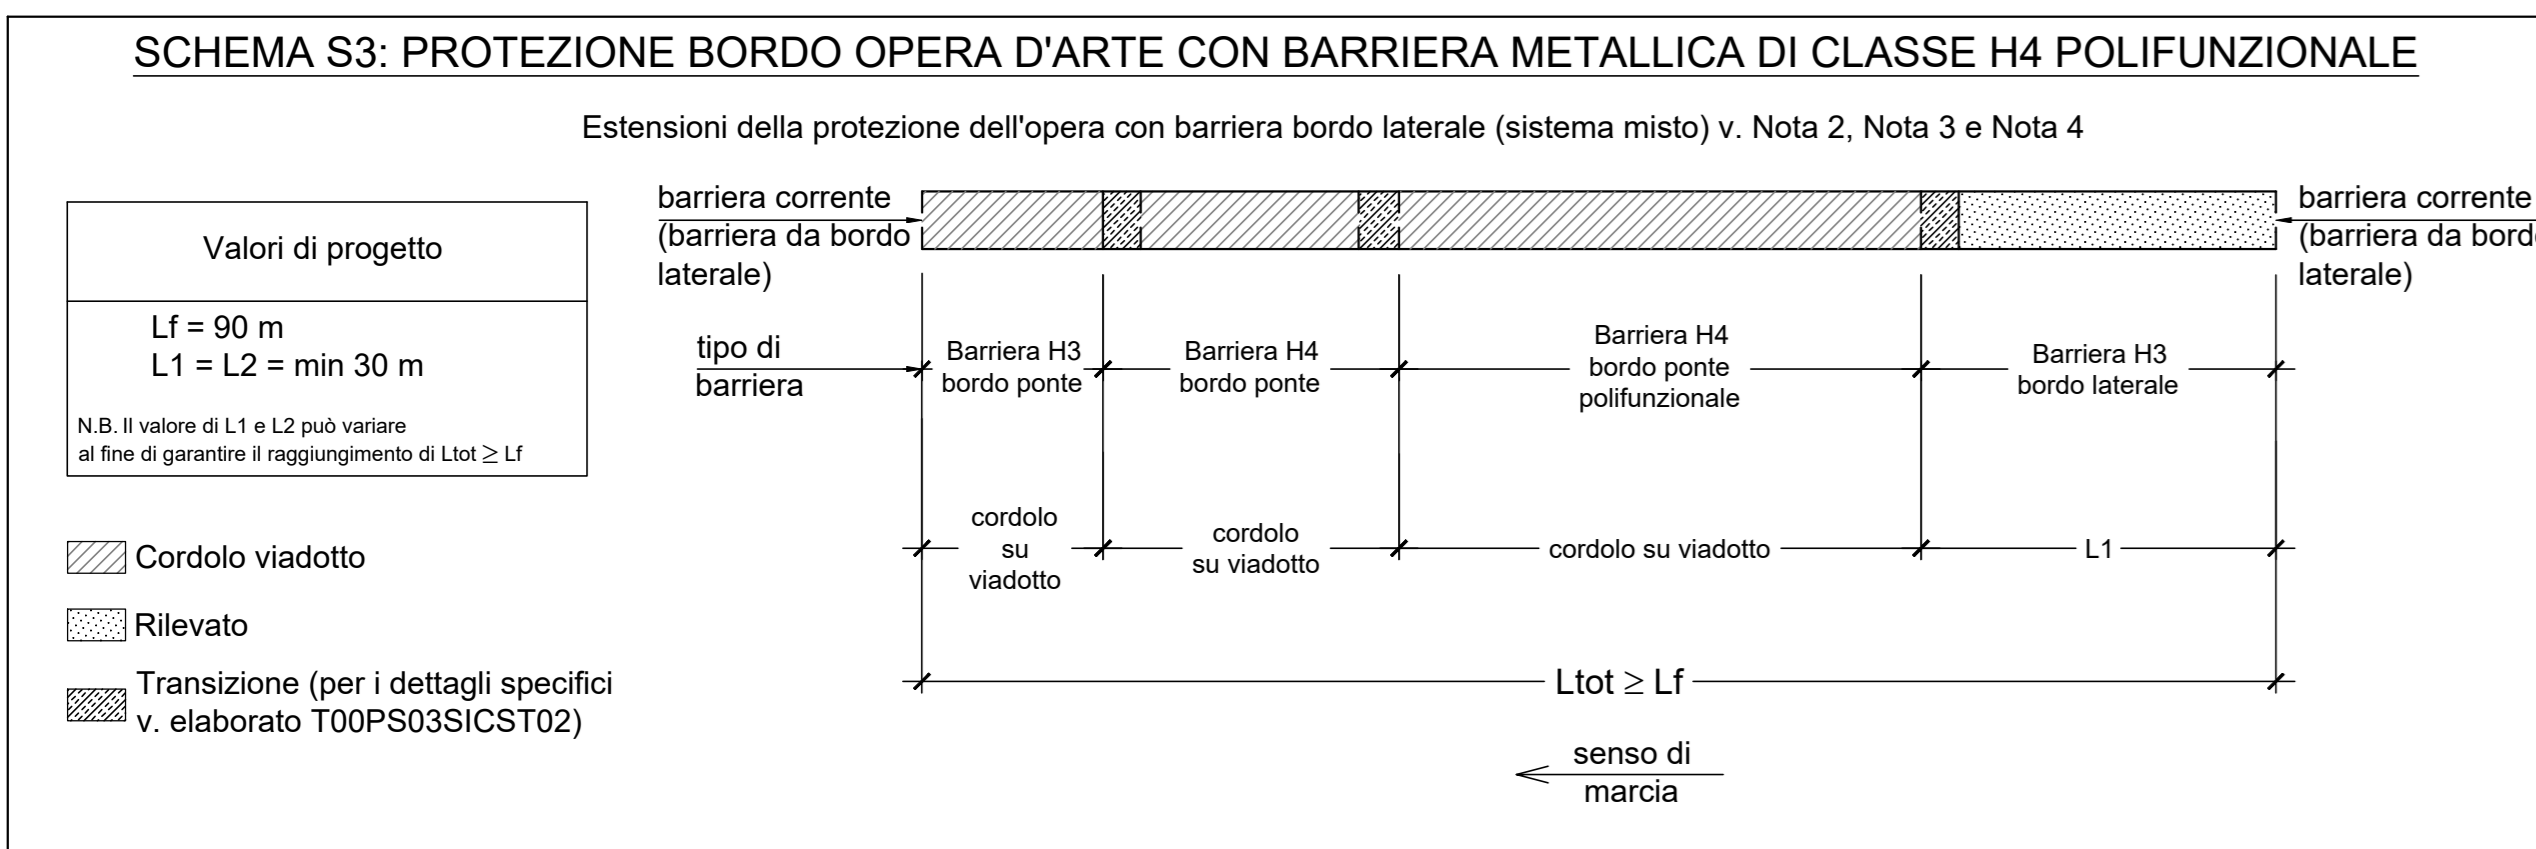 SCHEMA S3: PROTEZIONE BORDO OPERA D'ARTE CON BARRIERA METALLICA DI CLASSE H4 POLIFUNZIONALE
Estensioni della protezione dell'opera con barriera bordo laterale (sistema misto) v. Nota 2, Nota 3 e Nota 4
Valori di progetto
Lf = 90 m
L1 = L2 = min 30 m
N.B. Il valore di L1 e L2 può variare
al fine di garantire il raggiungimento di Ltot ≥ Lf
Cordolo viadotto
Rilevato
Transizione (per i dettagli specifici
v. elaborato T00PS03SICST02)
barriera corrente
(barriera da bordo
laterale)
barriera corrente
(barriera da bordo
laterale)
tipo di
barriera
Barriera H3
bordo ponte
Barriera H4
bordo ponte
Barriera H4
bordo ponte
polifunzionale
Barriera H3
bordo laterale
cordolo
su
viadotto
cordolo
su viadotto
cordolo su viadotto
L1
Ltot ≥ Lf
senso di
marcia